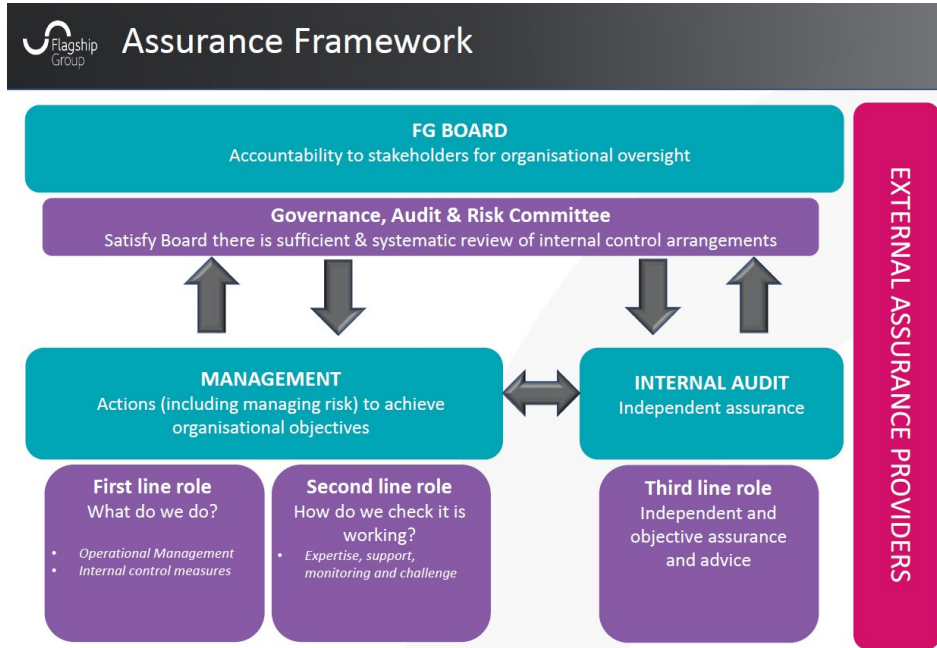 Flagship
Group
Assurance Framework
FG BOARD
Accountability to stakeholders for organisational oversight
Governance, Audit & Risk Committee
Satisfy Board there is sufficient & systematic review of internal control arrangements
MANAGEMENT
Actions (including managing risk) to achieve
organisational objectives
INTERNAL AUDIT
Independent assurance
First line role
What do we do?
• Operational Management
• Internal control measures
Second line role
How do we check it is
working?
• Expertise, support,
monitoring and challenge
Third line role
Independent and
objective assurance
and advice
EXTERNAL ASSURANCE PROVIDERS